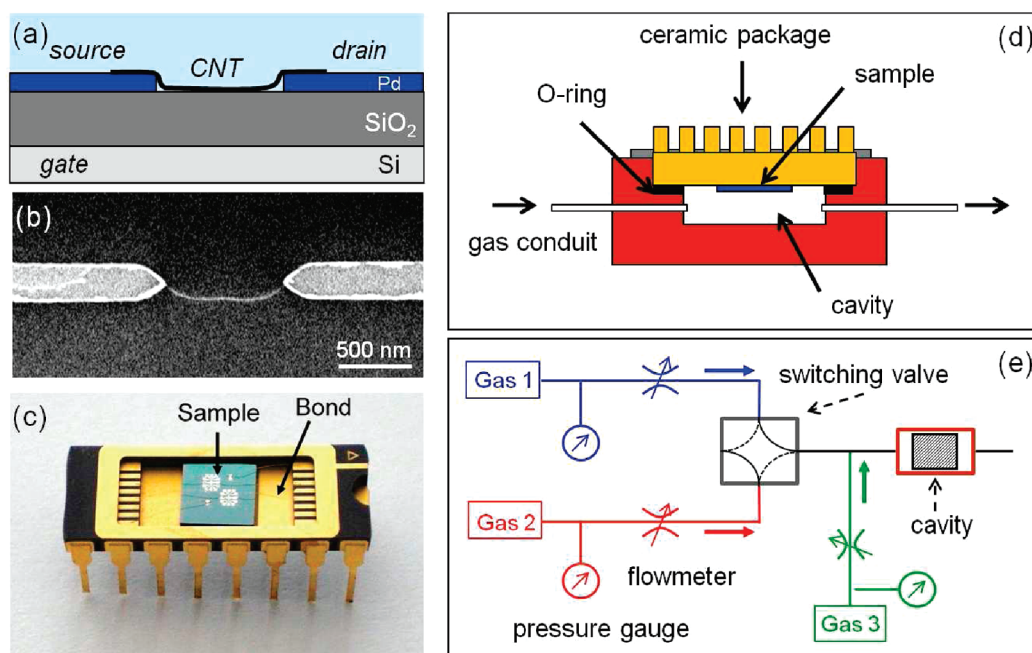 (a)
source
CNT
drain
Pd
SiO2
gate
Si
(b)
500 nm
(c)
Sample
Bond
(d)
ceramic package
sample
O-ring
gas conduit
cavity
(e)
Gas 1
switching valve
Gas 2
flowmeter
cavity
pressure gauge
Gas 3